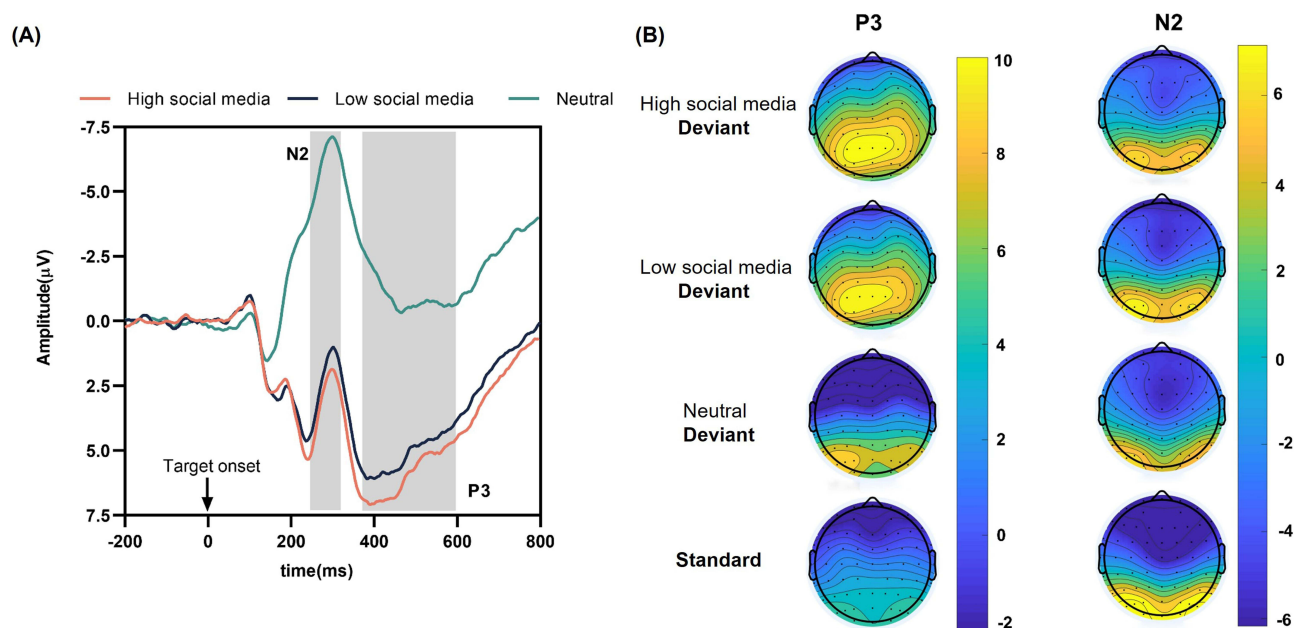 (A)
High social media Low social media Neutral
-7.5
-5.0
-2.5
0.0
2.5
5.0
7.5
Amplitude(μV)
N2
P3
Target onset
-200 0 200 400 600 800
time(ms)
(B)
P3 N2
High social media
Deviant
Low social media
Deviant
Neutral
Deviant
Standard
10
8
6
4
2
0
-2
6
4
2
0
-2
-4
-6